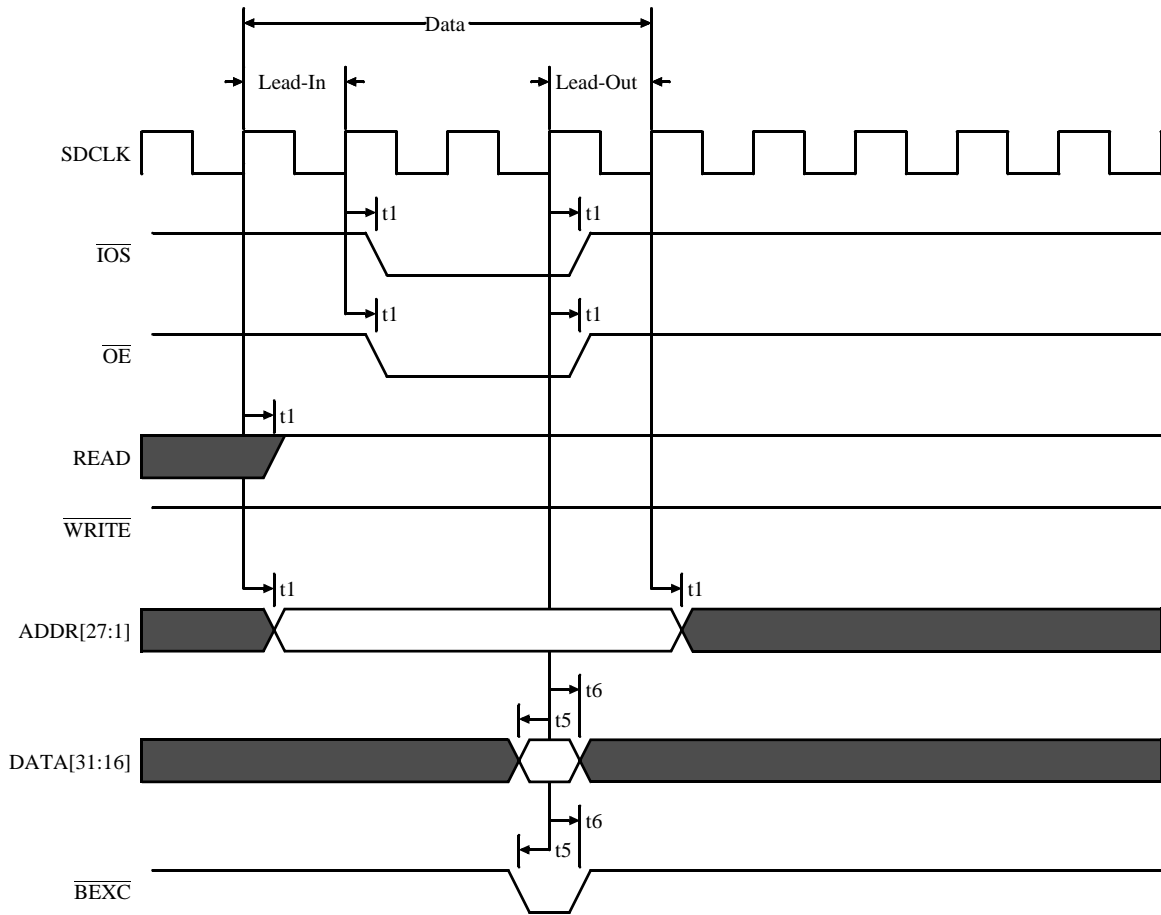 Data
Lead-In
Lead-Out
SDCLK
t1
t1
IOS
t1
t1
OE
t1
READ
WRITE
t1
t1
ADDR[27:1]
t6
t5
DATA[31:16]
t6
t5
BEXC